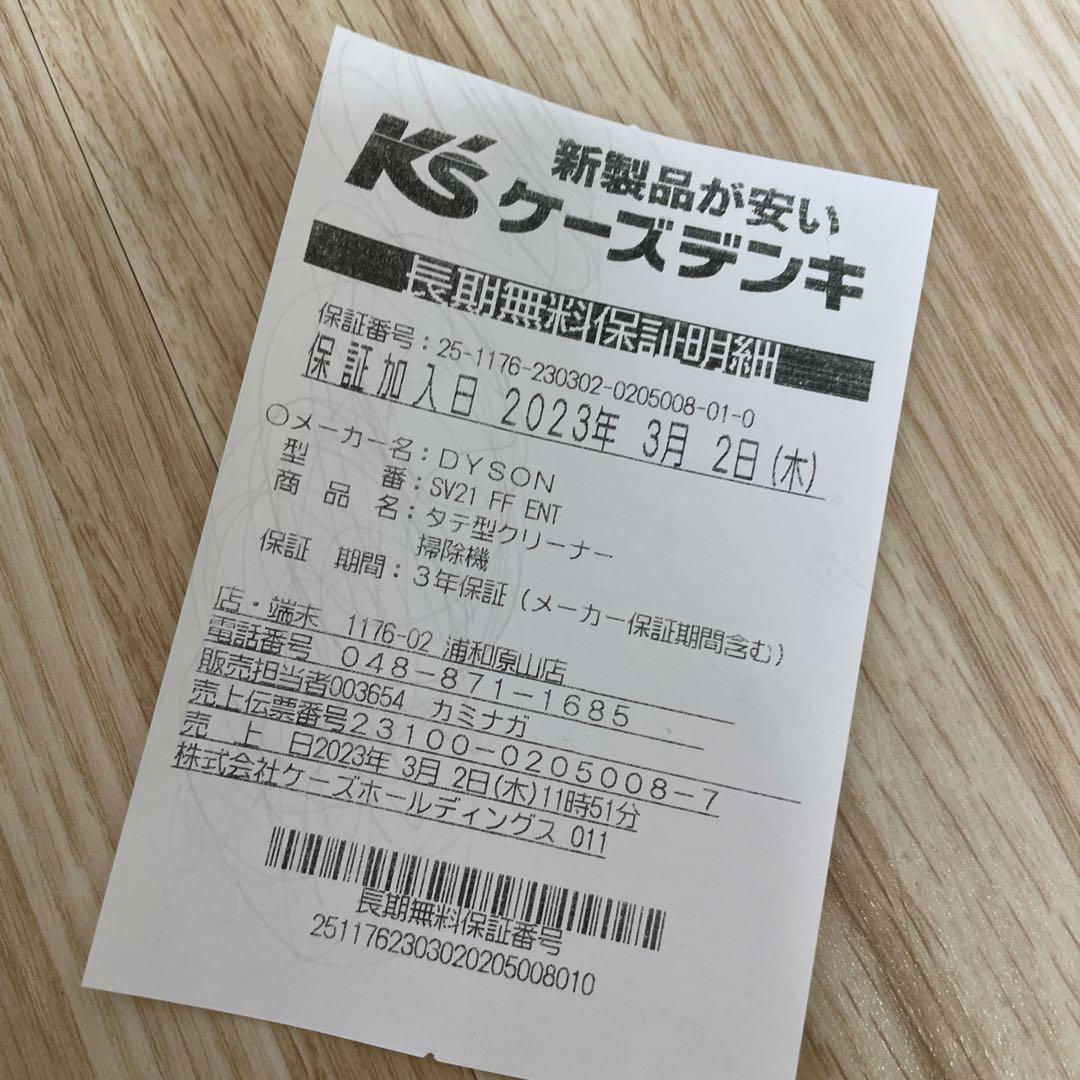 K's 新製品が安い
ケーズデンキ
長期無料保証明細
保証番号:25-1176-230302-0205008-01-0
保証加入日 2023年 3月 2日(木)
○メーカー名:DYSON
型 番:SV21 FF ENT
商 品 名:タテ型クリーナー
掃除機
保証 期間:3年保証(メーカー保証期間含む)
店・端末 1176-02 浦和原山店
電話番号 048-871-1685
販売担当者003654 カミナガ
売上伝票番号23100-0205008-7
売 上 日2023年 3月 2日(木)11時51分
株式会社ケーズホールディングス 011
長期無料保証番号
2511762303020205008010